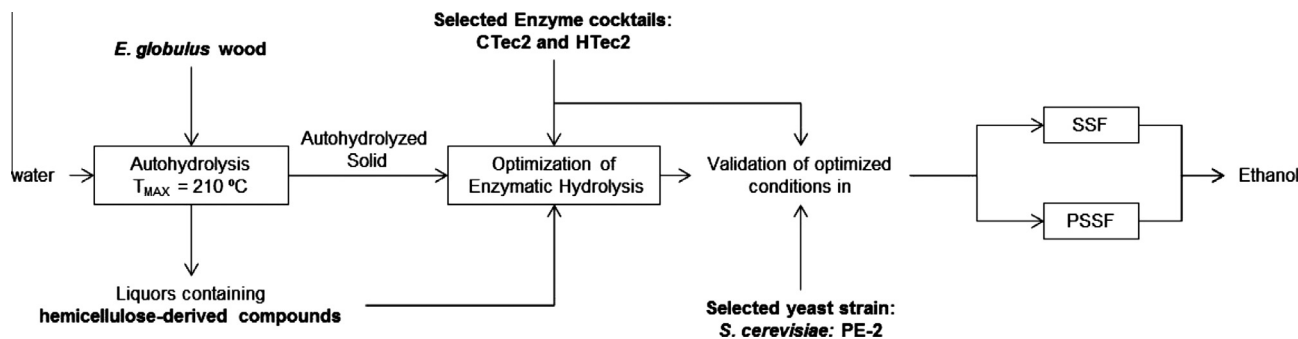 Selected Enzyme cocktails:
CTec2 and HTec2
E. globulus wood
water
Autohydrolysis
TMAX = 210 ºC
Autohydrolyzed
Solid
Optimization of
Enzymatic Hydrolysis
Validation of optimized
conditions in
SSF
PSSF
Ethanol
Liquors containing
hemicellulose-derived compounds
Selected yeast strain:
S. cerevisiae: PE-2